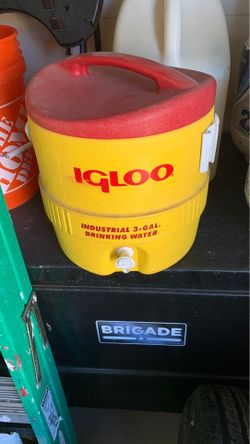 IGLOO
INDUSTRIAL 3-GAL.
DRINKING WATER
BRIGADE